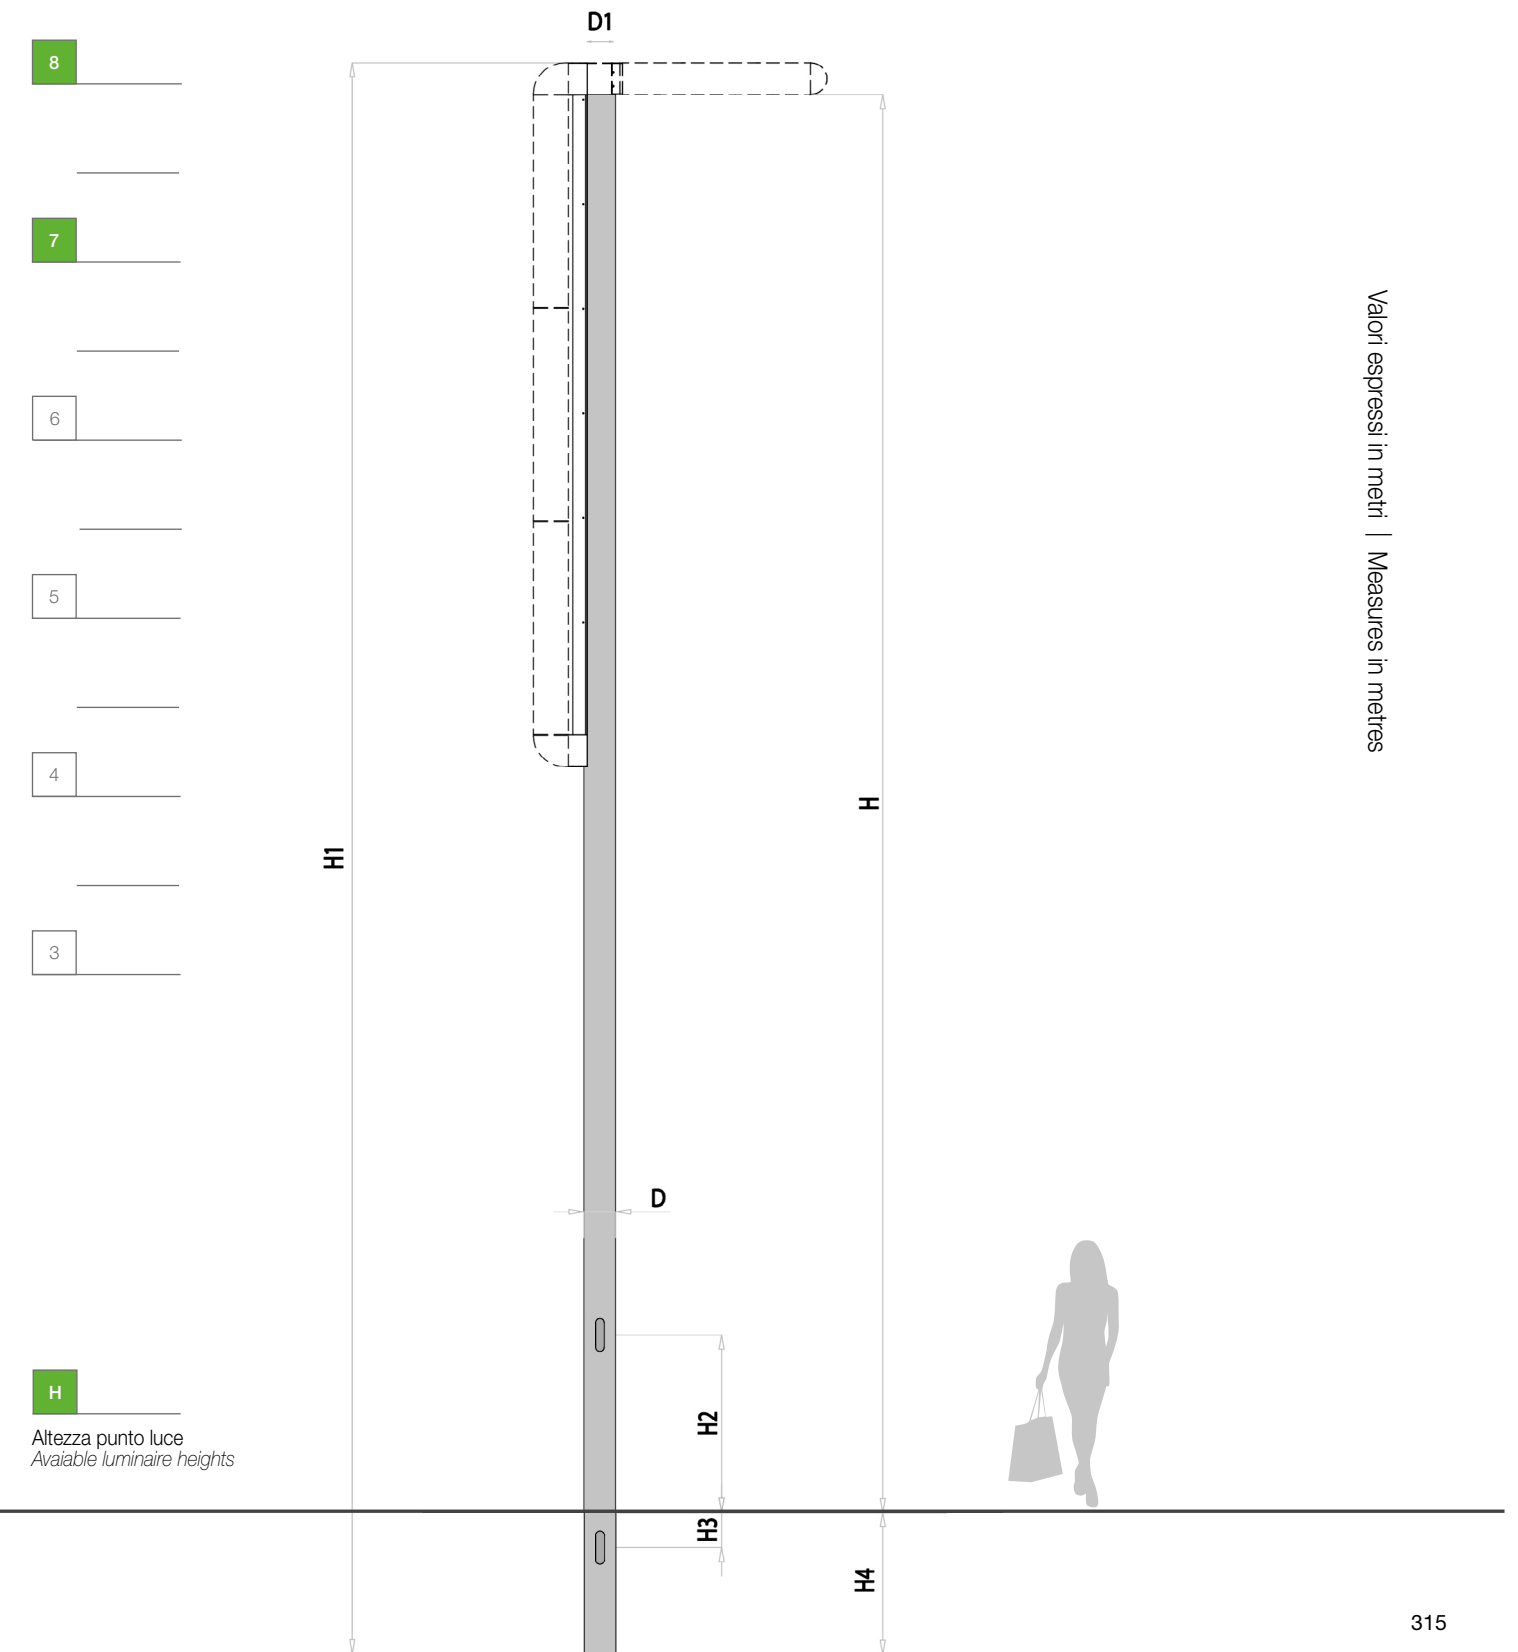 D1
8
7
Valori espressi in metri | Measures in metres
6
5
4
H
H1
3
D
H
Altezza punto luce
Avaiable luminaire heights
H2
H3
H4
315